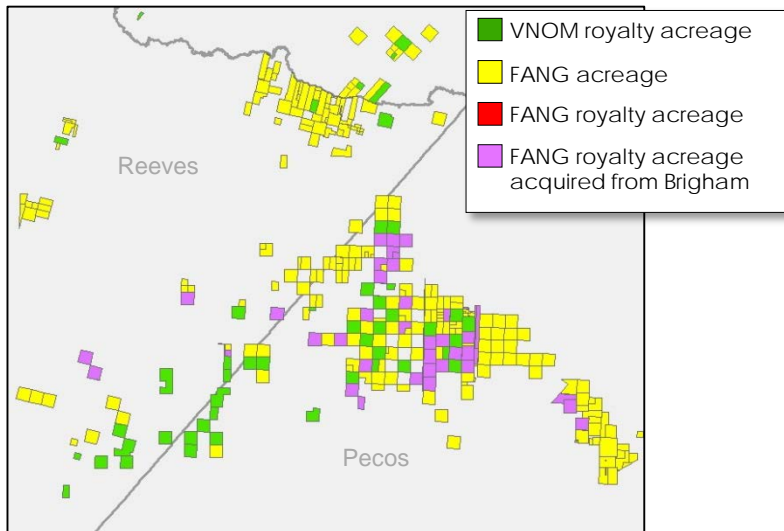 VNOM royalty acreage
FANG acreage
FANG royalty acreage
FANG royalty acreage
acquired from Brigham
Reeves
Pecos